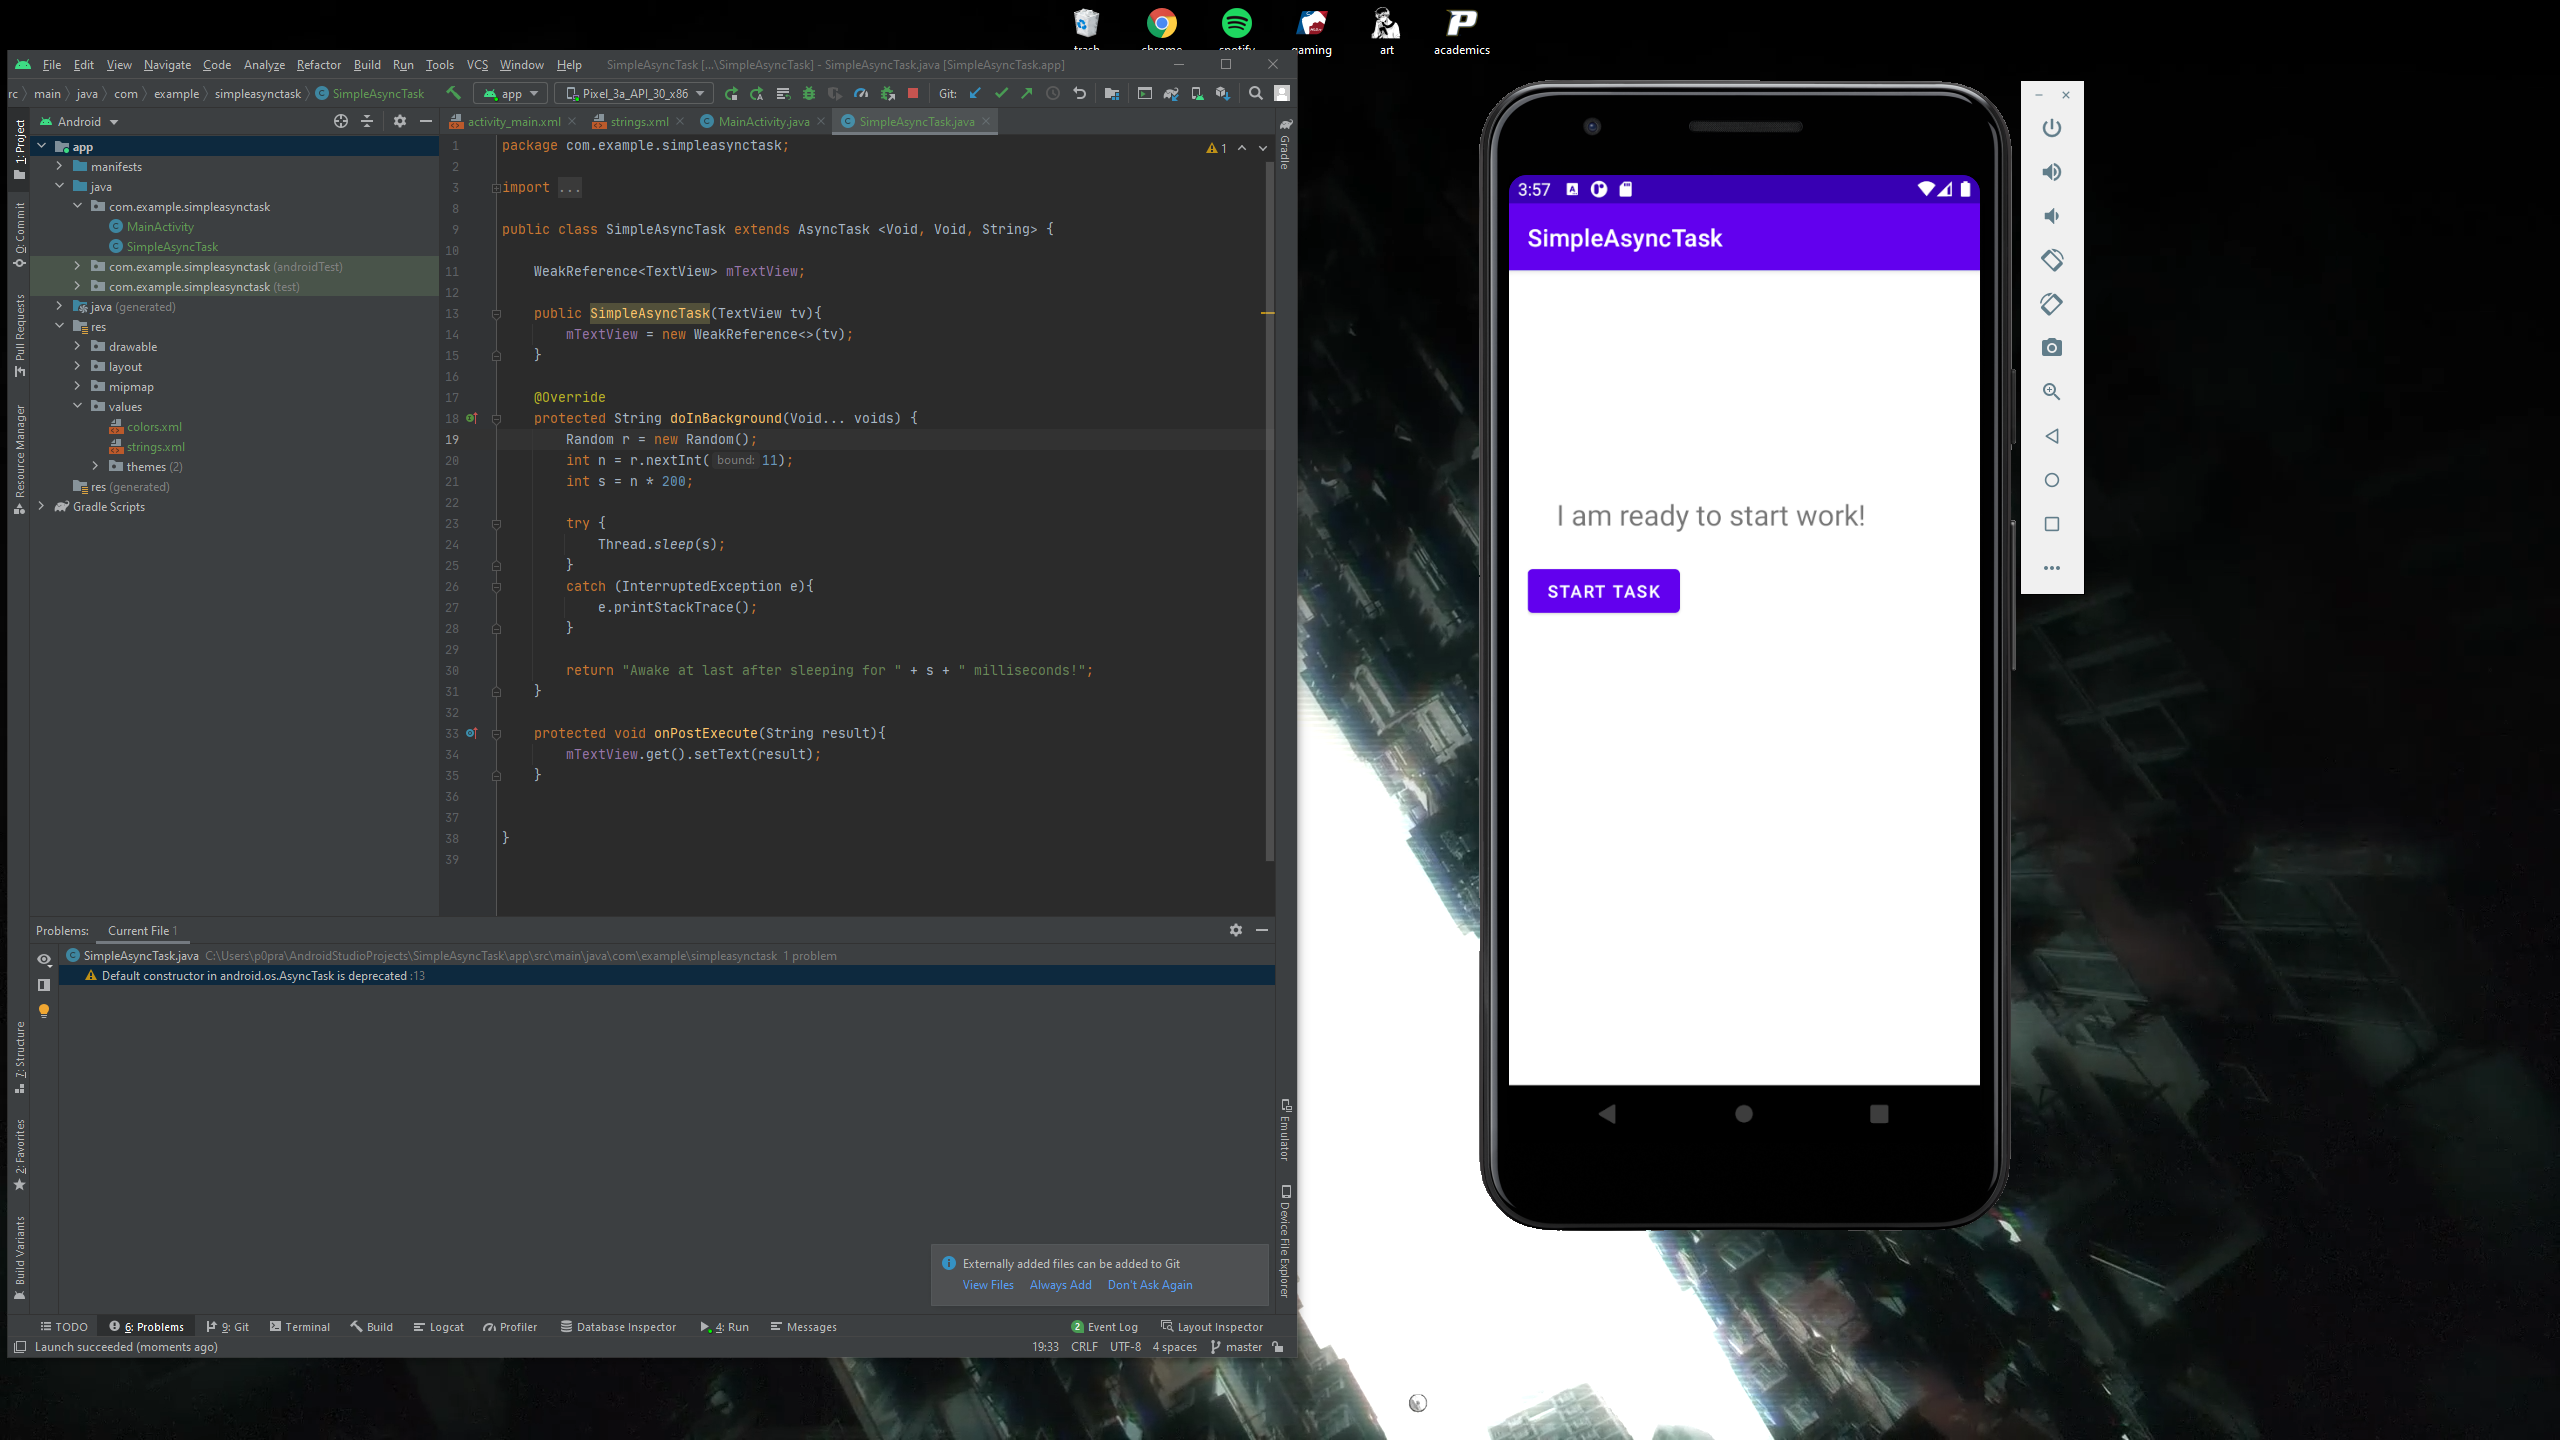 trash
chrome
spotify
gaming
art
academics
File Edit View Navigate Code Analyze Refactor Build Run Tools VCS Window Help SimpleAsyncTask [...\SimpleAsyncTask] - SimpleAsyncTask.java [SimpleAsyncTask.app]
rc main java com example simpleasynctask SimpleAsyncTask app Pixel_3a_API_30_x86 Git:
Android
activity_main.xml strings.xml MainActivity.java SimpleAsyncTask.java
1: Project
0: Commit
Pull Requests
Resource Manager
7: Structure
2: Favorites
Build Variants
app
manifests
java
com.example.simpleasynctask
MainActivity
SimpleAsyncTask
com.example.simpleasynctask (androidTest)
com.example.simpleasynctask (test)
java (generated)
res
drawable
layout
mipmap
values
colors.xml
strings.xml
themes (2)
res (generated)
Gradle Scripts
1 package com.example.simpleasynctask;
2
3 import ...
8
9 public class SimpleAsyncTask extends AsyncTask <Void, Void, String> {
10
11 WeakReference<TextView> mTextView;
12
13 public SimpleAsyncTask(TextView tv){
14 mTextView = new WeakReference<>(tv);
15 }
16
17 @Override
18 protected String doInBackground(Void... voids) {
19 Random r = new Random();
20 int n = r.nextInt( bound: 11);
21 int s = n * 200;
22
23 try {
24 Thread.sleep(s);
25 }
26 catch (InterruptedException e){
27 e.printStackTrace();
28 }
29
30 return "Awake at last after sleeping for " + s + " milliseconds!";
31 }
32
33 protected void onPostExecute(String result){
34 mTextView.get().setText(result);
35 }
36
37
38 }
39
1
Gradle
Emulator
Device File Explorer
Problems: Current File 1
SimpleAsyncTask.java C:\Users\p0pra\AndroidStudioProjects\SimpleAsyncTask\app\src\main\java\com\example\simpleasynctask 1 problem
Default constructor in android.os.AsyncTask is deprecated :13
Externally added files can be added to Git
View Files Always Add Don't Ask Again
TODO 6: Problems 9: Git Terminal Build Logcat Profiler Database Inspector 4: Run Messages 2 Event Log Layout Inspector
Launch succeeded (moments ago) 19:33 CRLF UTF-8 4 spaces master
3:57
SimpleAsyncTask
I am ready to start work!
START TASK